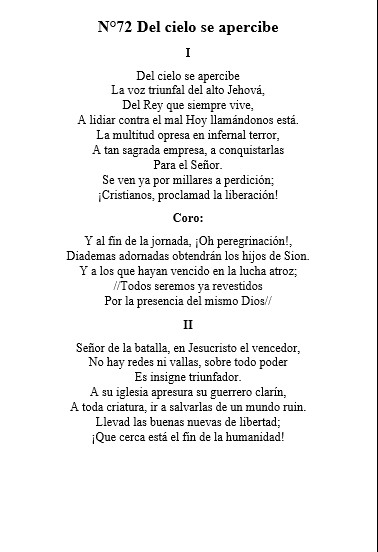 N°72 Del cielo se apercibe
I
Del cielo se apercibe
La voz triunfal del alto Jehová,
Del Rey que siempre vive,
A lidiar contra el mal Hoy llamándonos está.
La multitud opresa en infernal terror,
A tan sagrada empresa, a conquistarlas
Para el Señor.
Se ven ya por millares a perdición;
¡Cristianos, proclamad la liberación!
Coro:
Y al fin de la jornada, ¡Oh peregrinación!,
Diademas adornadas obtendrán los hijos de Sion.
Y a los que hayan vencido en la lucha atroz;
//Todos seremos ya revestidos
Por la presencia del mismo Dios//
II
Señor de la batalla, en Jesucristo el vencedor,
No hay redes ni vallas, sobre todo poder
Es insigne triunfador.
A su iglesia apresura su guerrero clarín,
A toda criatura, ir a salvarlas de un mundo ruin.
Llevad las buenas nuevas de libertad;
¡Que cerca está el fin de la humanidad!